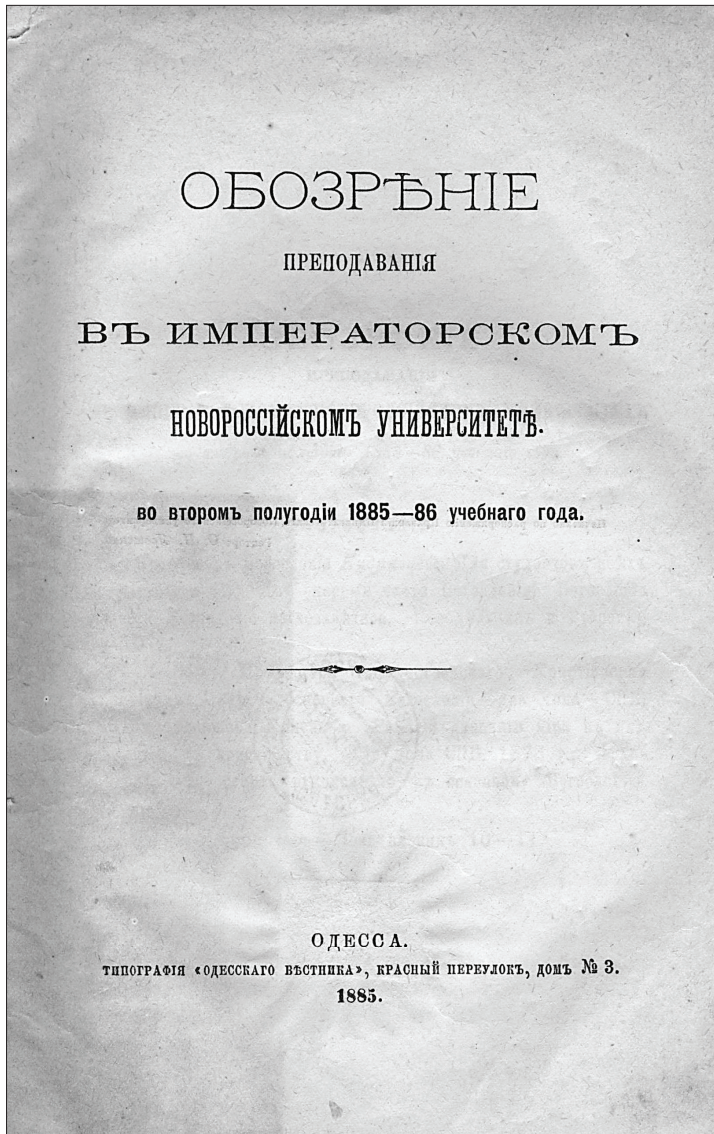 ОБОЗРѢНІЕ
ПРЕПОДАВАНІЯ
ВЪ ИМПЕРАТОРСКОМЪ
НОВОРОССІЙСКОМЪ УНИВЕРСИТЕТѢ.
во второмъ полугодіи 1885—86 учебнаго года.
ОДЕССА.
ТИПОГРАФІЯ «ОДЕССКАГО ВѢСТНИКА», КРАСНЫЙ ПЕРЕУЛОКЪ, ДОМЪ № 3.
1885.